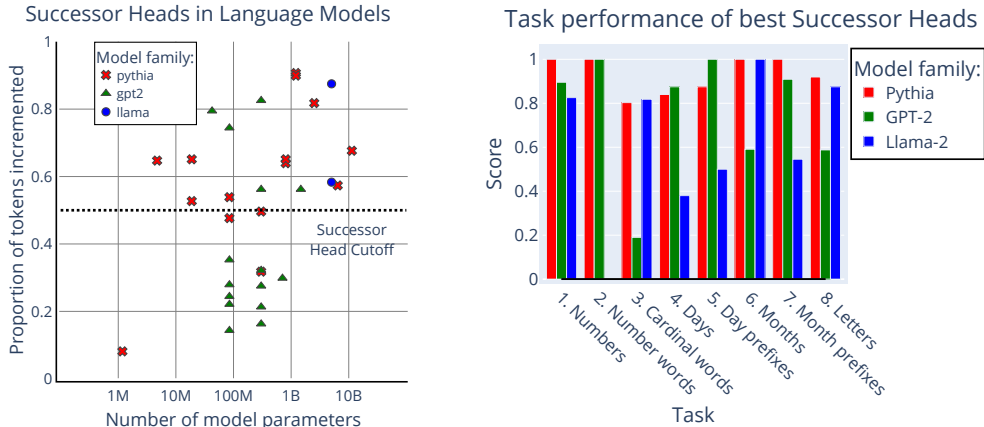 Successor Heads in Language Models
Proportion of tokens incremented
1
0.8
0.6
0.4
0.2
0
Model family:
pythia
gpt2
llama
Successor
Head Cutoff
1M
10M
100M
1B
10B
Number of model parameters
Task performance of best Successor Heads
Score
1
0.8
0.6
0.4
0.2
0
Model family:
Pythia
GPT-2
Llama-2
1. Numbers
2. Number words
3. Cardinal words
4. Days
5. Day prefixes
6. Months
7. Month prefixes
8. Letters
Task